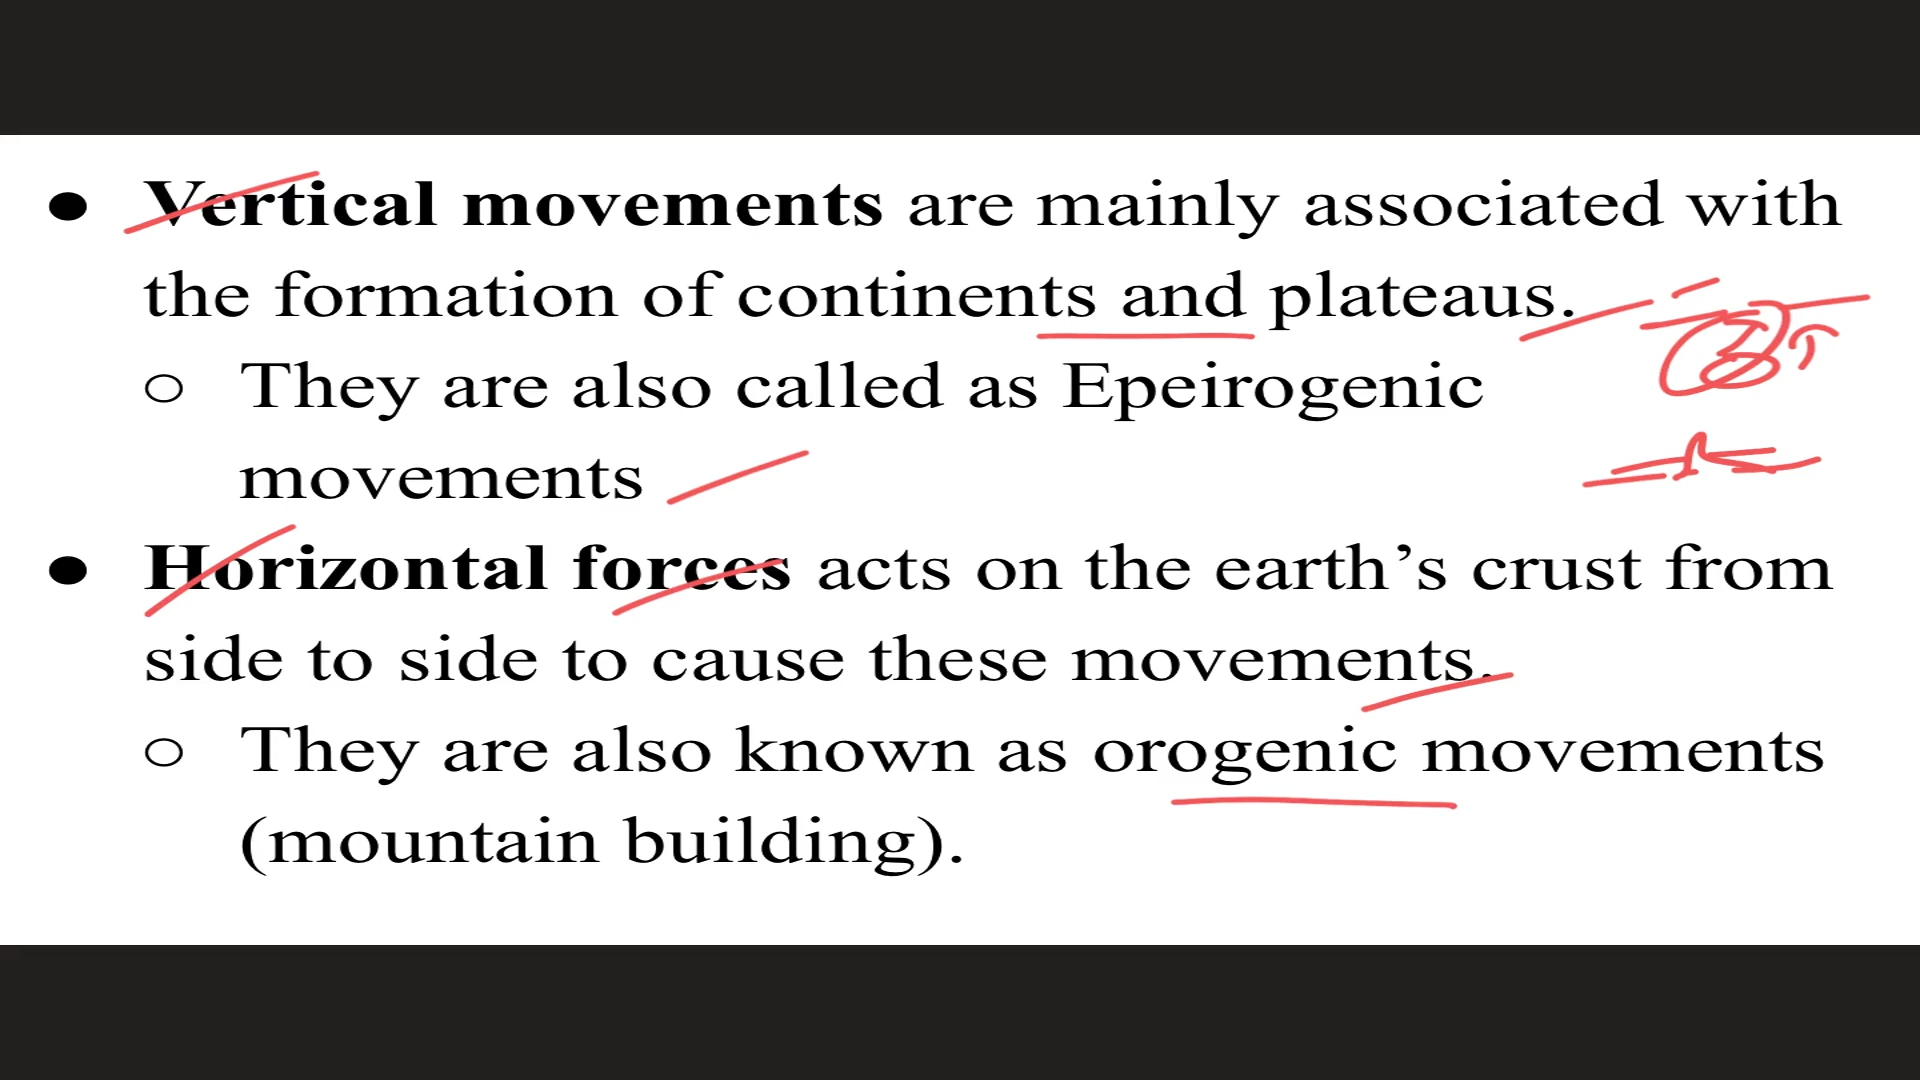 ● Vertical movements are mainly associated with
the formation of continents and plateaus.
○ They are also called as Epeirogenic
movements
● Horizontal forces acts on the earth’s crust from
side to side to cause these movements.
○ They are also known as orogenic movements
(mountain building).